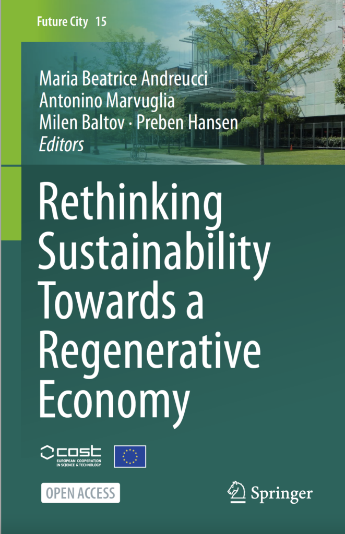 Future City 15
Maria Beatrice Andreucci
Antonino Marvuglia
Milen Baltov · Preben Hansen
Editors
Rethinking
Sustainability
Towards a
Regenerative
Economy
cost
EUROPEAN COOPERATION
IN SCIENCE & TECHNOLOGY
OPEN ACCESS
Springer